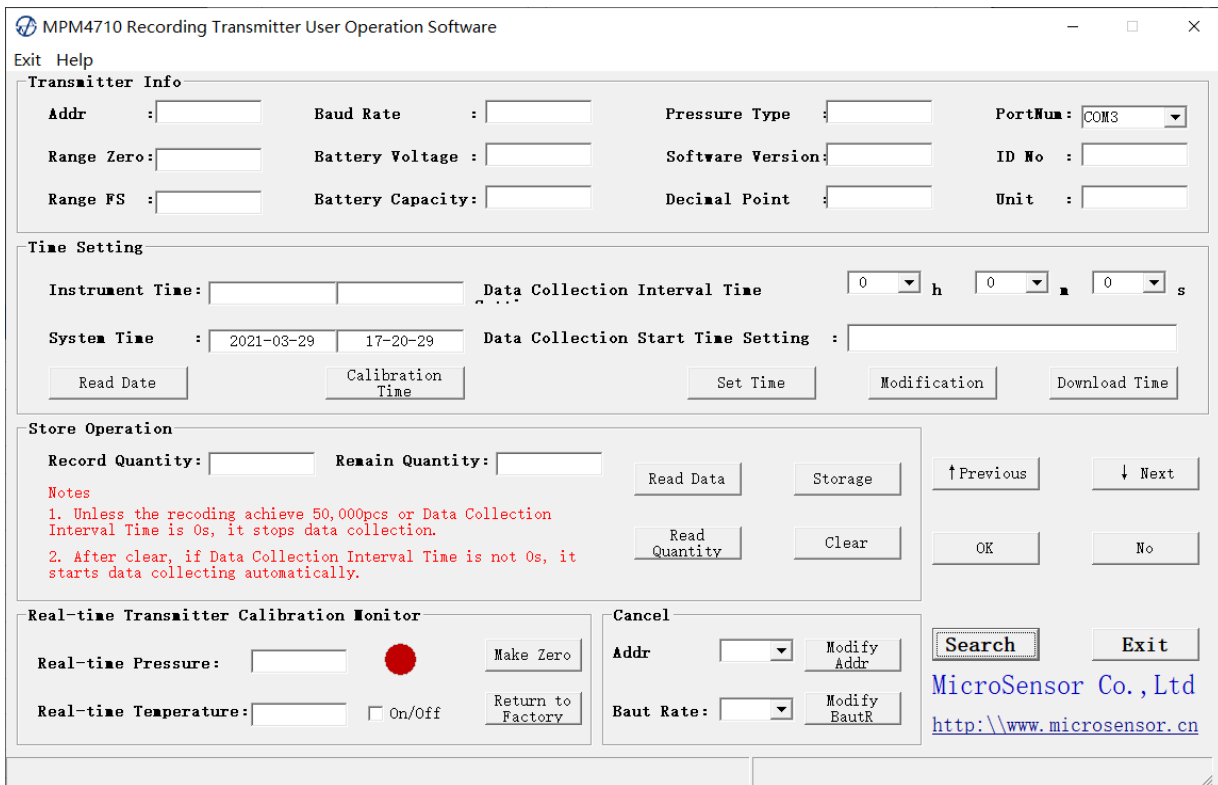 MPM4710 Recording Transmitter User Operation Software
Exit Help
Transmitter Info
Addr : Baud Rate : Pressure Type : PortNum: COM3
Range Zero: Battery Voltage : Software Version: ID No :
Range FS : Battery Capacity: Decimal Point : Unit :
Time Setting
Instrument Time: Data Collection Interval Time 0 h 0 m 0 s
System Time : 2021-03-29 17-20-29 Data Collection Start Time Setting :
Read Date Calibration Time Set Time Modification Download Time
Store Operation
Record Quantity: Remain Quantity:
Read Data Storage ↑Previous ↓ Next
Notes
1. Unless the recoding achieve 50,000pcs or Data Collection
Interval Time is 0s, it stops data collection.
2. After clear, if Data Collection Interval Time is not 0s, it
starts data collecting automatically.
Read Quantity Clear OK No
Real-time Transmitter Calibration Monitor
Real-time Pressure: Make Zero
Real-time Temperature: On/Off Return to Factory
Cancel
Addr Modify Addr
Baut Rate: Modify BautR
Search Exit
MicroSensor Co.,Ltd
http:\\www.microsensor.cn